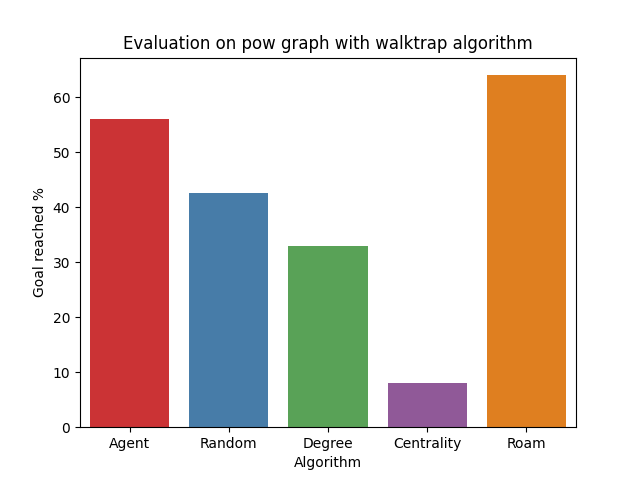 Evaluation on pow graph with walktrap algorithm
Goal reached %
60
50
40
30
20
10
0
Agent Random Degree Centrality Roam
Algorithm